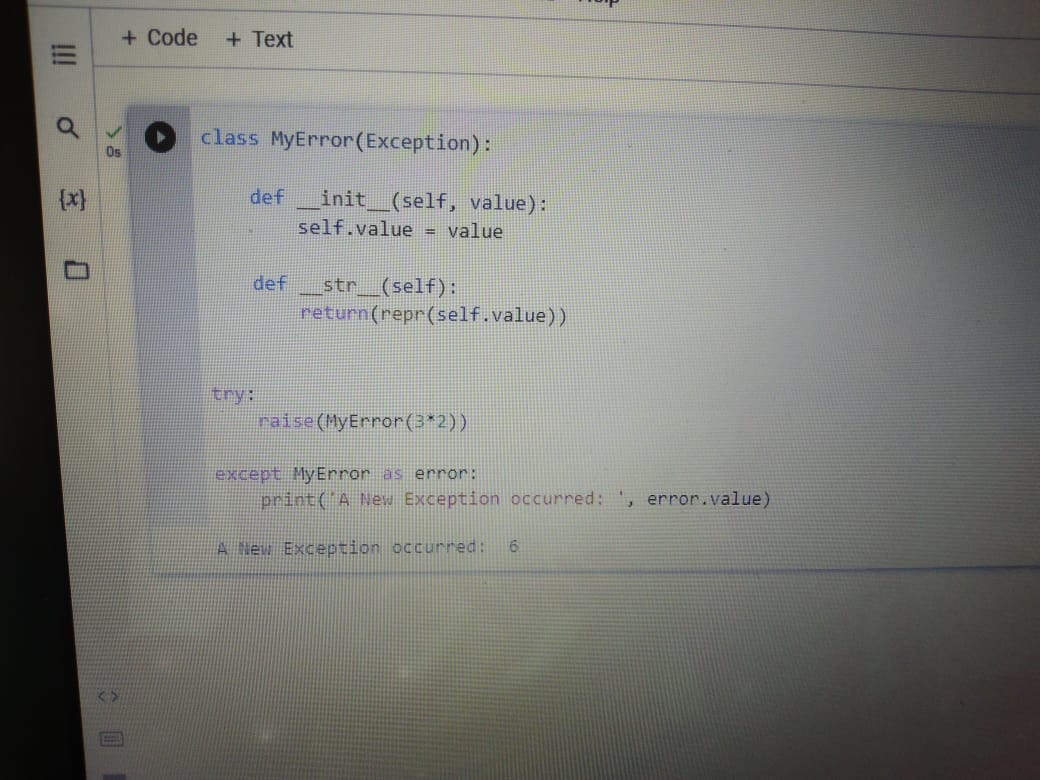 + Code + Text
{x}
0s
class MyError(Exception):
def __init__(self, value):
self.value = value
def __str__(self):
return(repr(self.value))
try:
raise(MyError(3*2))
except MyError as error:
print('A New Exception occurred: ', error.value)
A New Exception occurred:  6
<>